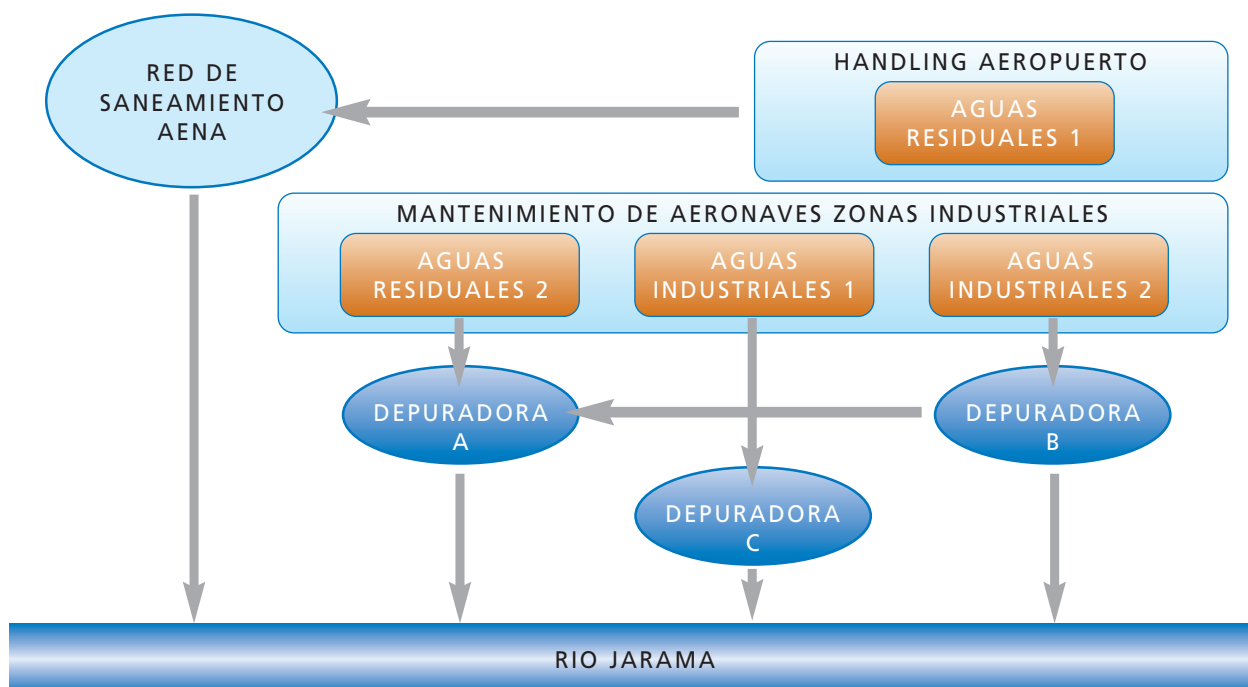 RED DE
SANEAMIENTO
AENA
HANDLING AEROPUERTO
AGUAS
RESIDUALES 1
MANTENIMIENTO DE AERONAVES ZONAS INDUSTRIALES
AGUAS
RESIDUALES 2
AGUAS
INDUSTRIALES 1
AGUAS
INDUSTRIALES 2
DEPURADORA
A
DEPURADORA
B
DEPURADORA
C
RIO JARAMA